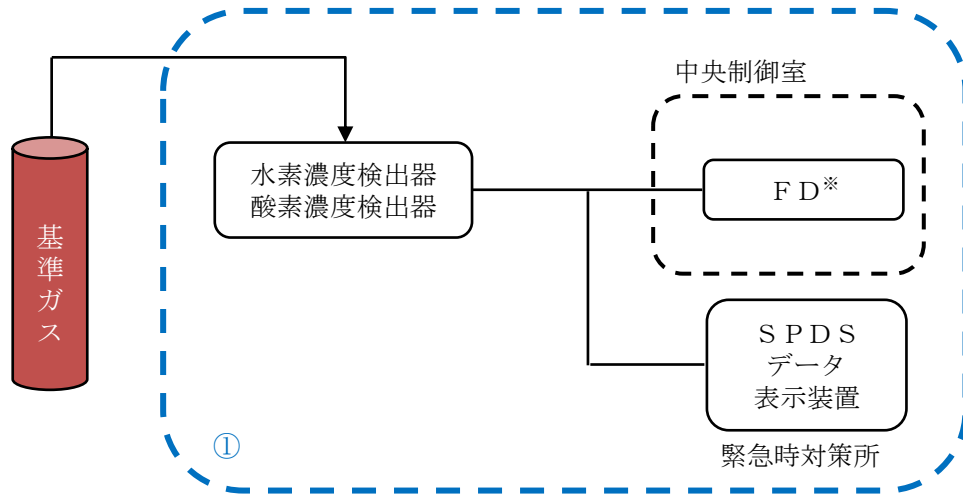 中央制御室
水素濃度検出器
酸素濃度検出器
ＦＤ※
基準ガス
ＳＰＤＳ
データ
表示装置
①
緊急時対策所